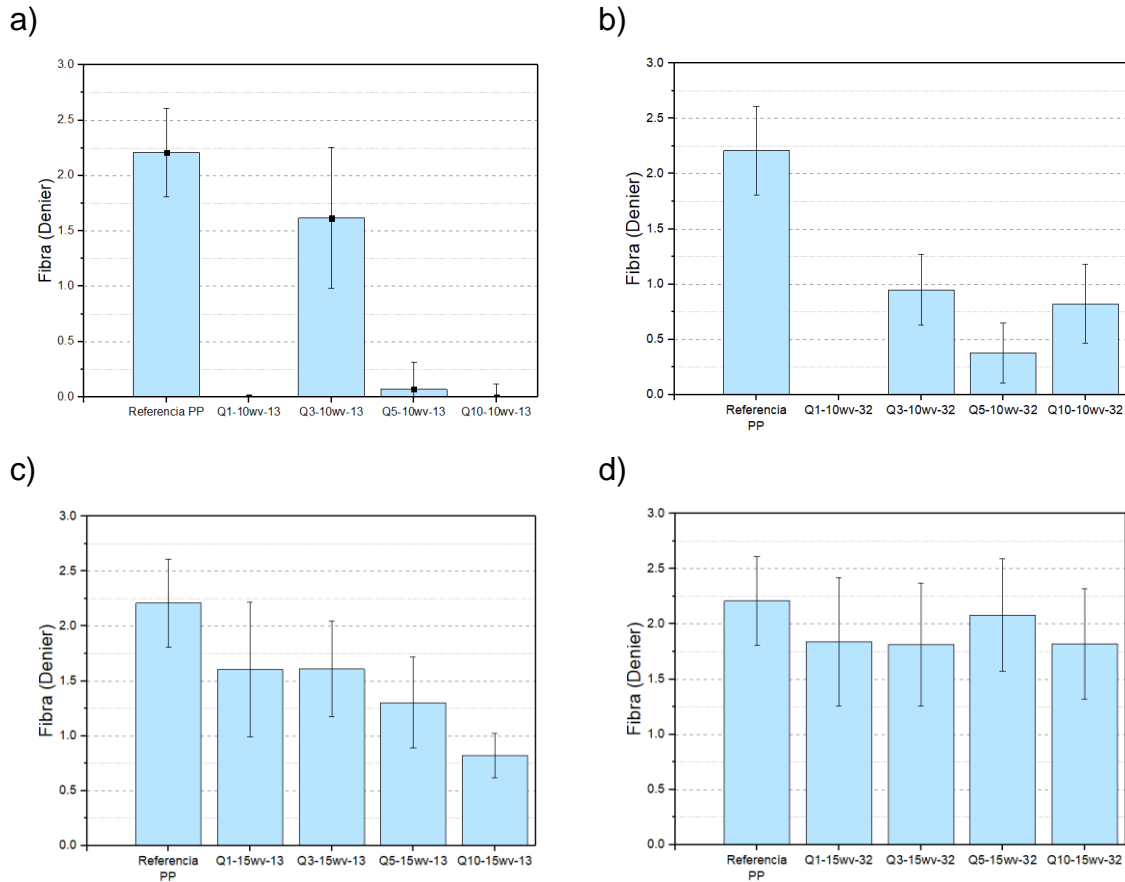 a)
3.0
2.5
2.0
1.5
1.0
0.5
0.0
Fibra (Denier)
Referencia PP Q1-10wv-13 Q3-10wv-13 Q5-10wv-13 Q10-10wv-13
b)
3.0
2.5
2.0
1.5
1.0
0.5
0.0
Fibra (Denier)
Referencia PP Q1-10wv-32 Q3-10wv-32 Q5-10wv-32 Q10-10wv-32
c)
3.0
2.5
2.0
1.5
1.0
0.5
0.0
Fibra (Denier)
Referencia PP Q1-15wv-13 Q3-15wv-13 Q5-15wv-13 Q10-15wv-13
d)
3.0
2.5
2.0
1.5
1.0
0.5
0.0
Fibra (Denier)
Referencia PP Q1-15wv-32 Q3-15wv-32 Q5-15wv-32 Q10-15wv-32